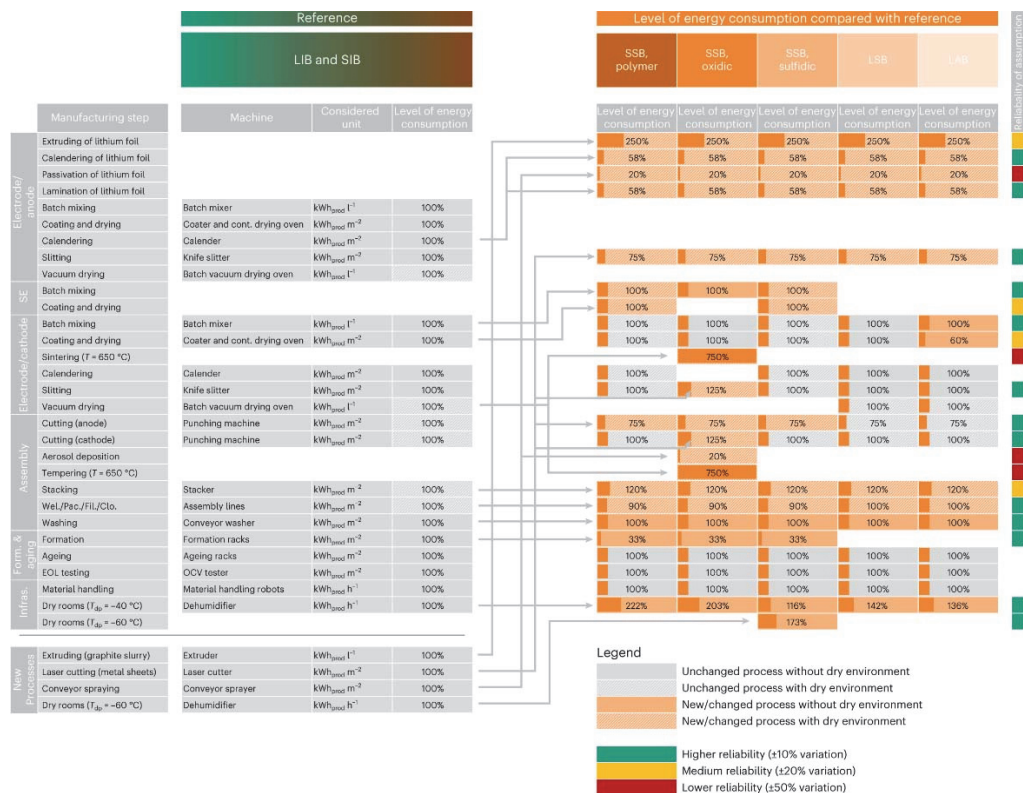 Reference
Level of energy consumption compared with reference
LIB and SIB
SSB, polymer
SSB, oxidic
SSB, sulfidic
LSB
LAB
Reliabality of assumption
Manufacturing step Machine Considered unit Level of energy consumption Level of energy consumption Level of energy consumption Level of energy consumption Level of energy consumption Level of energy consumption
Electrode/anode
Extruding of lithium foil 250% 250% 250% 250% 250%
Calendering of lithium foil 58% 58% 58% 58% 58%
Passivation of lithium foil 20% 20% 20% 20% 20%
Lamination of lithium foil 58% 58% 58% 58% 58%
Batch mixing Batch mixer kWhprod l⁻¹ 100%
Coating and drying Coater and cont. drying oven kWhprod m⁻² 100%
Calendering Calender kWhprod m⁻² 100%
Slitting Knife slitter kWhprod m⁻² 100% 75% 75% 75% 75% 75%
Vacuum drying Batch vacuum drying oven kWhprod l⁻¹ 100%
SE
Batch mixing 100% 100% 100%
Coating and drying 100% 100%
Electrode/cathode
Batch mixing Batch mixer kWhprod l⁻¹ 100% 100% 100% 100% 100% 100%
Coating and drying Coater and cont. drying oven kWhprod m⁻² 100% 100% 100% 100% 100% 60%
Sintering (T = 650 °C) 750%
Calendering Calender kWhprod m⁻² 100% 100% 100% 100% 100%
Slitting Knife slitter kWhprod m⁻² 100% 100% 125% 100% 100% 100%
Vacuum drying Batch vacuum drying oven kWhprod l⁻¹ 100% 100% 100%
Assembly
Cutting (anode) Punching machine kWhprod m⁻² 100% 75% 75% 75% 75% 75%
Cutting (cathode) Punching machine kWhprod m⁻² 100% 100% 125% 100% 100% 100%
Aerosol deposition 20%
Tempering (T = 650 °C) 750%
Stacking Stacker kWhprod m⁻² 100% 120% 120% 120% 120% 120%
Wel./Pac./Fil./Clo. Assembly lines kWhprod m⁻² 100% 90% 90% 90% 100% 100%
Washing Conveyor washer kWhprod m⁻² 100% 100% 100% 100% 100% 100%
Form. & aging
Formation Formation racks kWhprod m⁻² 100% 33% 33% 33%
Ageing Ageing racks kWhprod m⁻² 100% 100% 100% 100% 100% 100%
EOL testing OCV tester kWhprod m⁻² 100% 100% 100% 100% 100% 100%
Infras.
Material handling Material handling robots kWhprod h⁻¹ 100% 100% 100% 100% 100% 100%
Dry rooms (Tdp = −40 °C) Dehumidifier kWhprod h⁻¹ 100% 222% 203% 116% 142% 136%
Dry rooms (Tdp = −60 °C) 173%
New Processes
Extruding (graphite slurry) Extruder kWhprod l⁻¹ 100%
Laser cutting (metal sheets) Laser cutter kWhprod m⁻² 100%
Conveyor spraying Conveyor sprayer kWhprod m⁻² 100%
Dry rooms (Tdp = −60 °C) Dehumidifier kWhprod h⁻¹ 100%
Legend
Unchanged process without dry environment
Unchanged process with dry environment
New/changed process without dry environment
New/changed process with dry environment
Higher reliability (±10% variation)
Medium reliability (±20% variation)
Lower reliability (±50% variation)